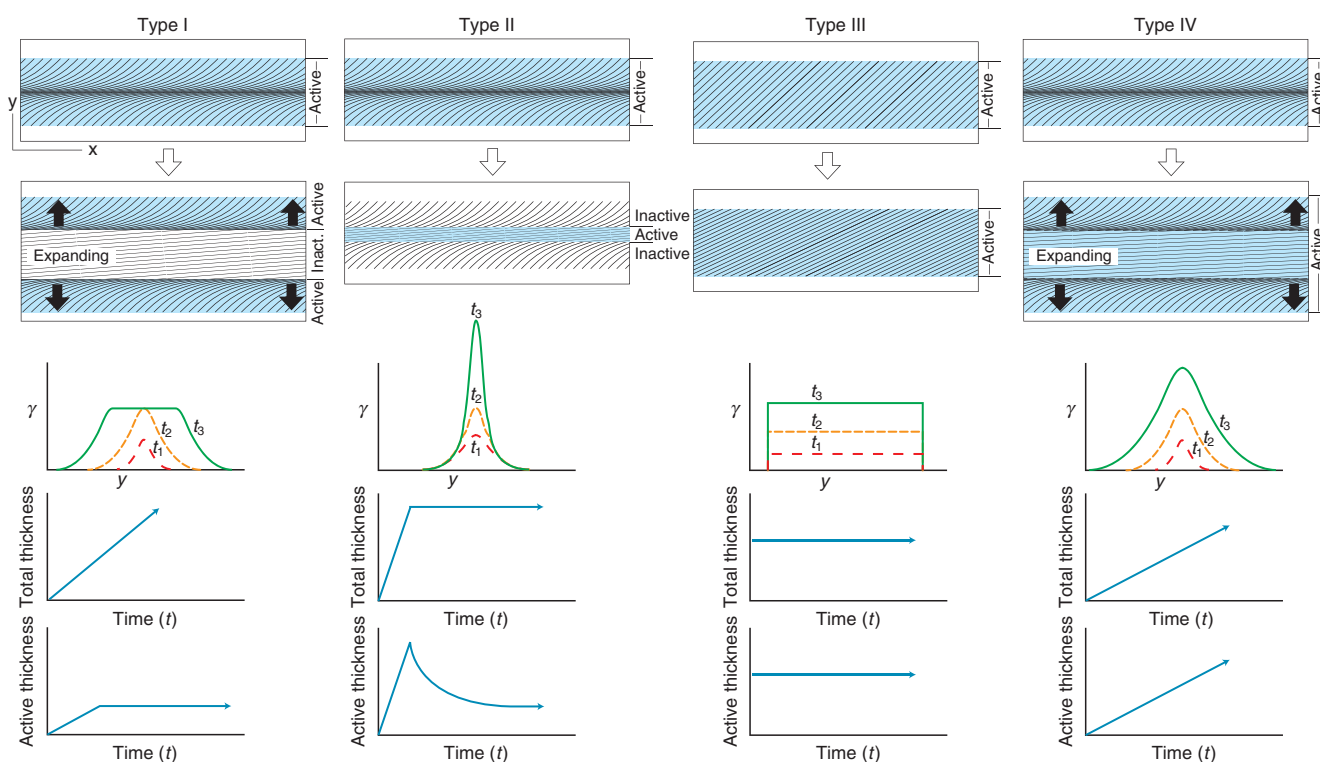 Type I
Type II
Type III
Type IV
y
x
Active
Active
Active
Active
Expanding
Active
Inact.
Active
Inactive
Active
Inactive
Active
Expanding
Active
γ
t1
t2
t3
y
t3
t2
t1
y
γ
t3
t2
t1
y
γ
t3
t2
t1
y
Total thickness
Time (t)
Total thickness
Time (t)
Total thickness
Time (t)
Total thickness
Time (t)
Active thickness
Time (t)
Active thickness
Time (t)
Active thickness
Time (t)
Active thickness
Time (t)